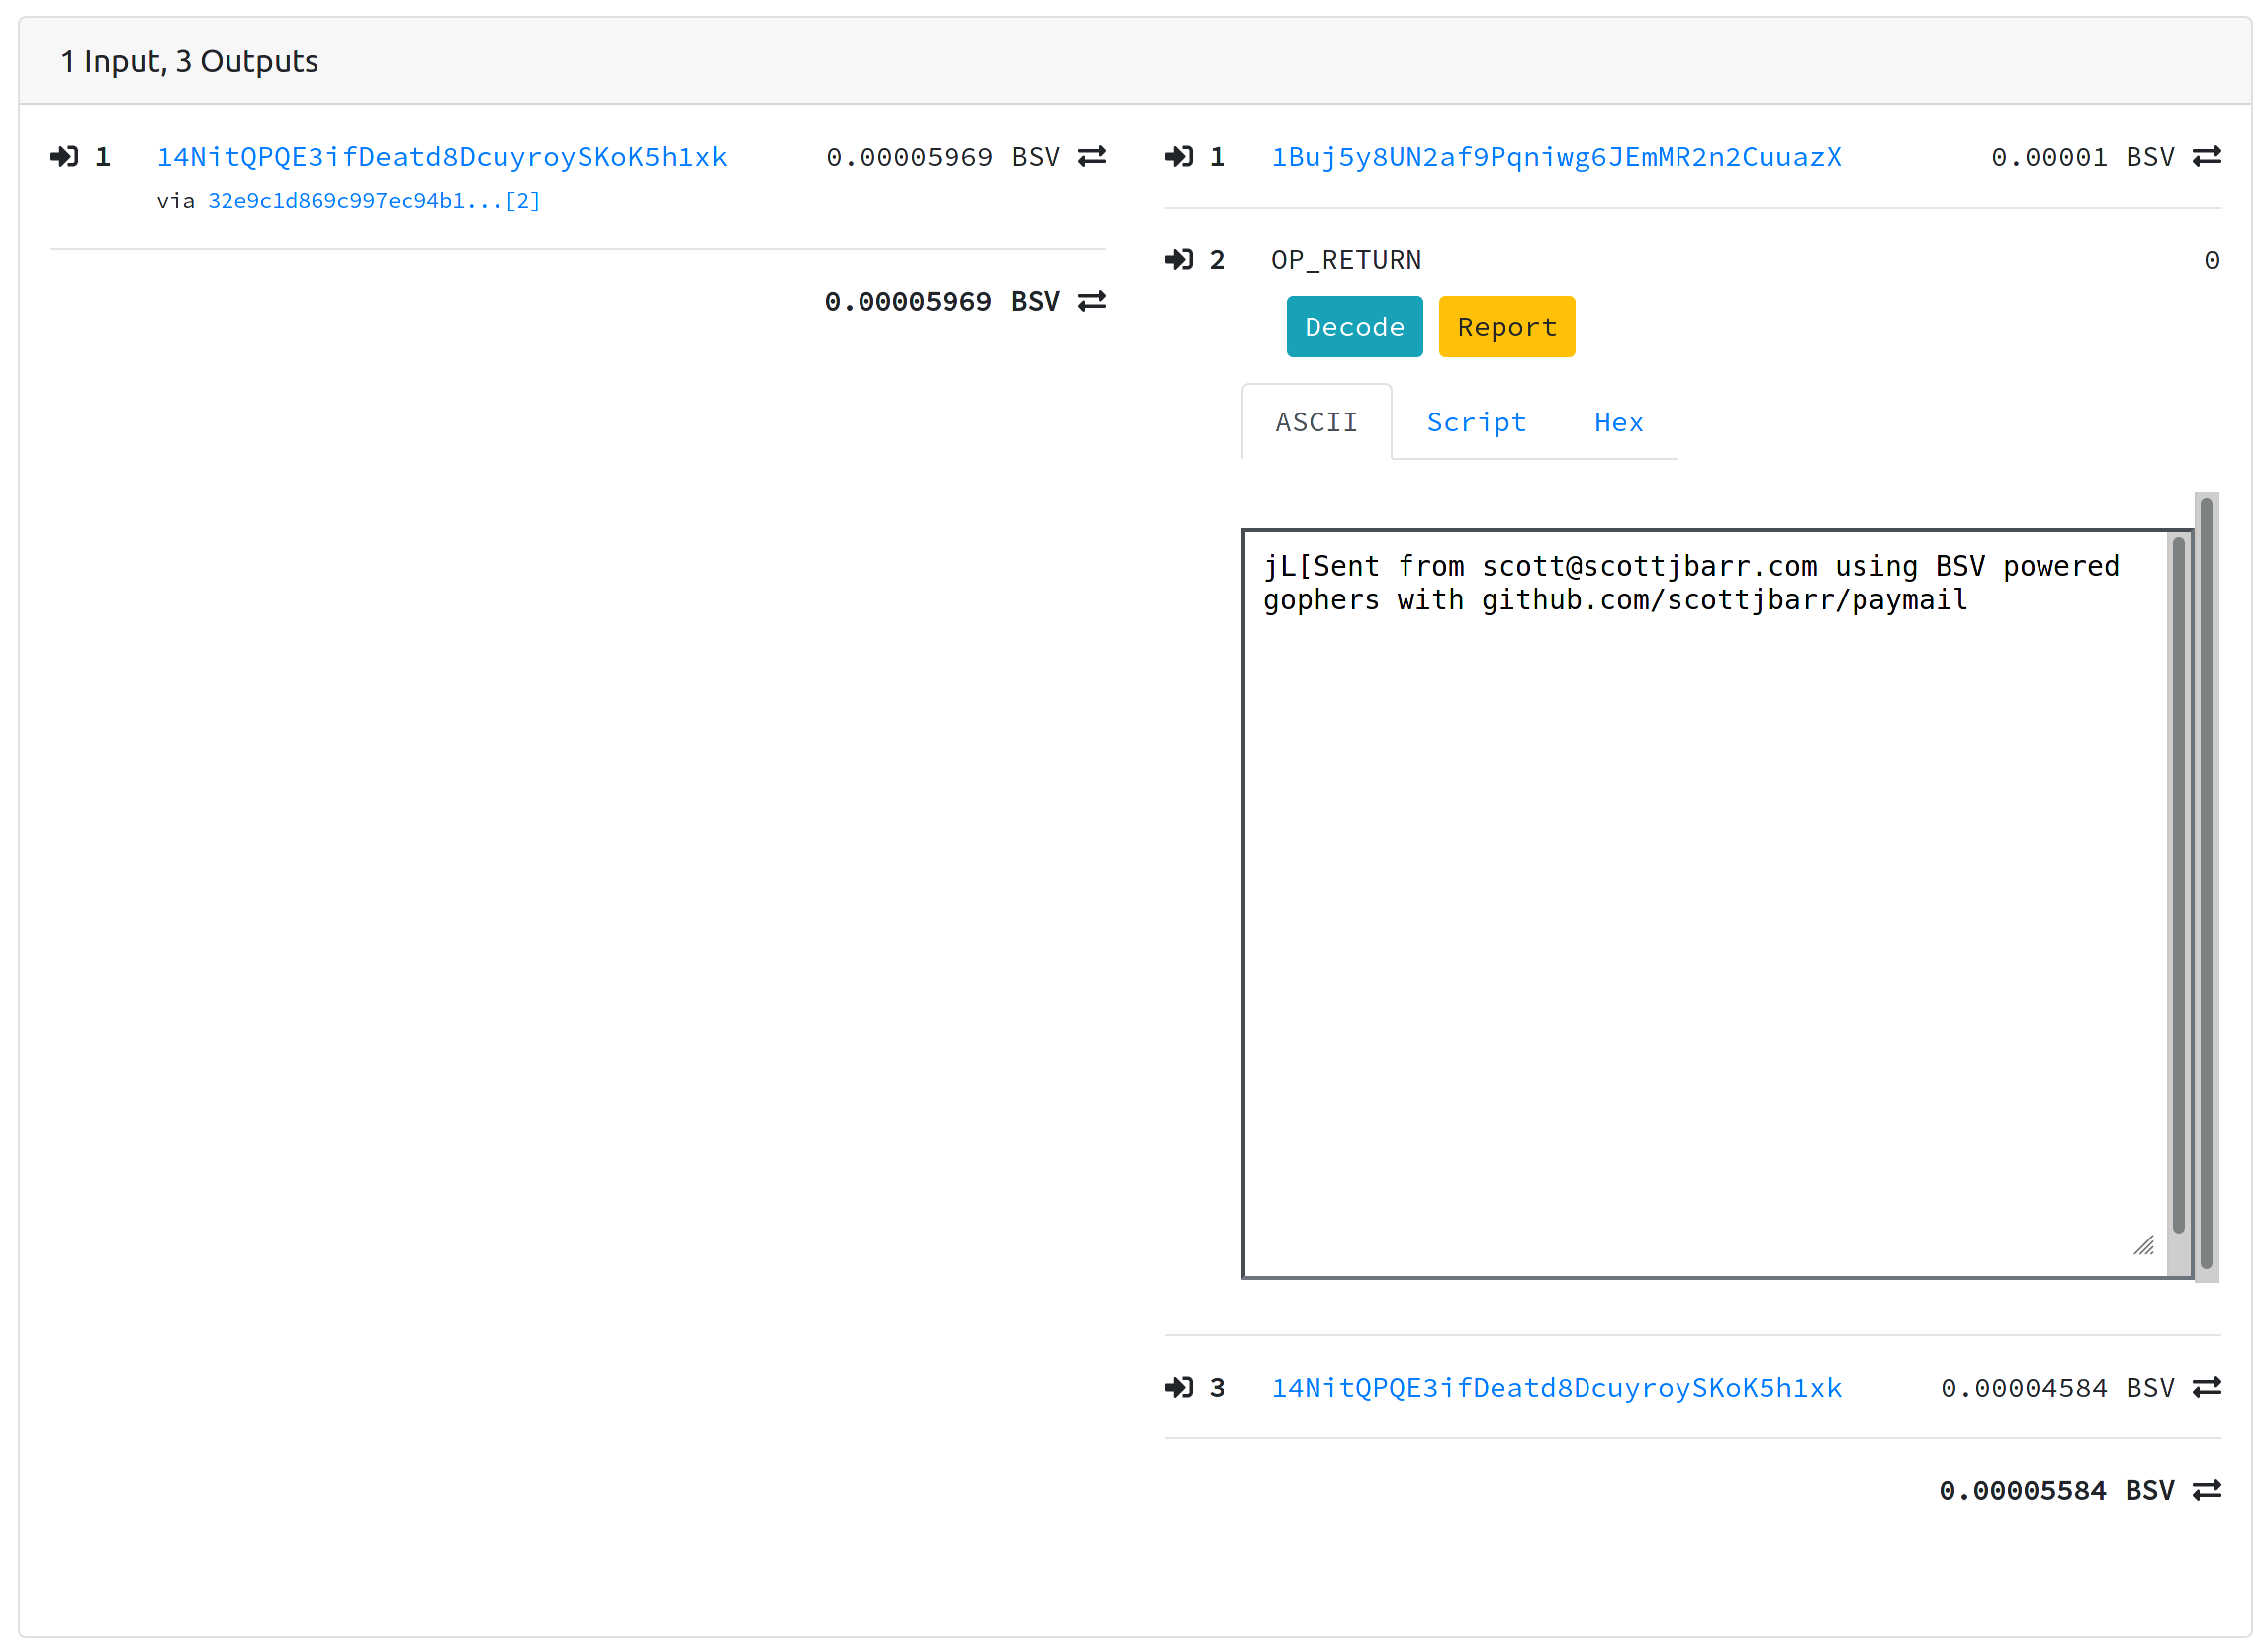 1 Input, 3 Outputs
1 14NitQPQE3ifDeatd8DcuyroySKoK5h1xk 0.00005969 BSV
via 32e9c1d869c997ec94b1...[2]
0.00005969 BSV
1 1Buj5y8UN2af9Pqniwg6JEmMR2n2CuuazX 0.00001 BSV
2 OP_RETURN 0
Decode Report
ASCII Script Hex
jL[Sent from scott@scottjbarr.com using BSV powered
gophers with github.com/scottjbarr/paymail
3 14NitQPQE3ifDeatd8DcuyroySKoK5h1xk 0.00004584 BSV
0.00005584 BSV